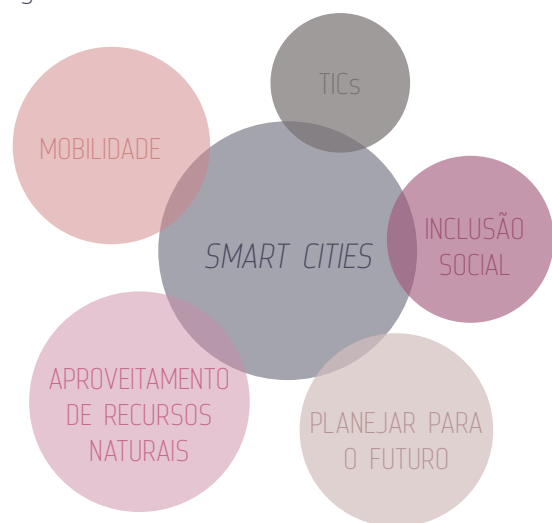 TICs
MOBILIDADE
INCLUSÃO
SOCIAL
SMART CITIES
APROVEITAMENTO
DE RECURSOS
NATURAIS
PLANEJAR PARA
O FUTURO